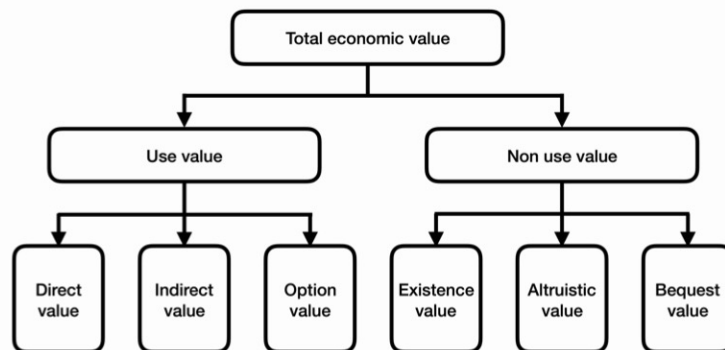 Total economic value
Use value
Non use value
Direct
value
Indirect
value
Option
value
Existence
value
Altruistic
value
Bequest
value